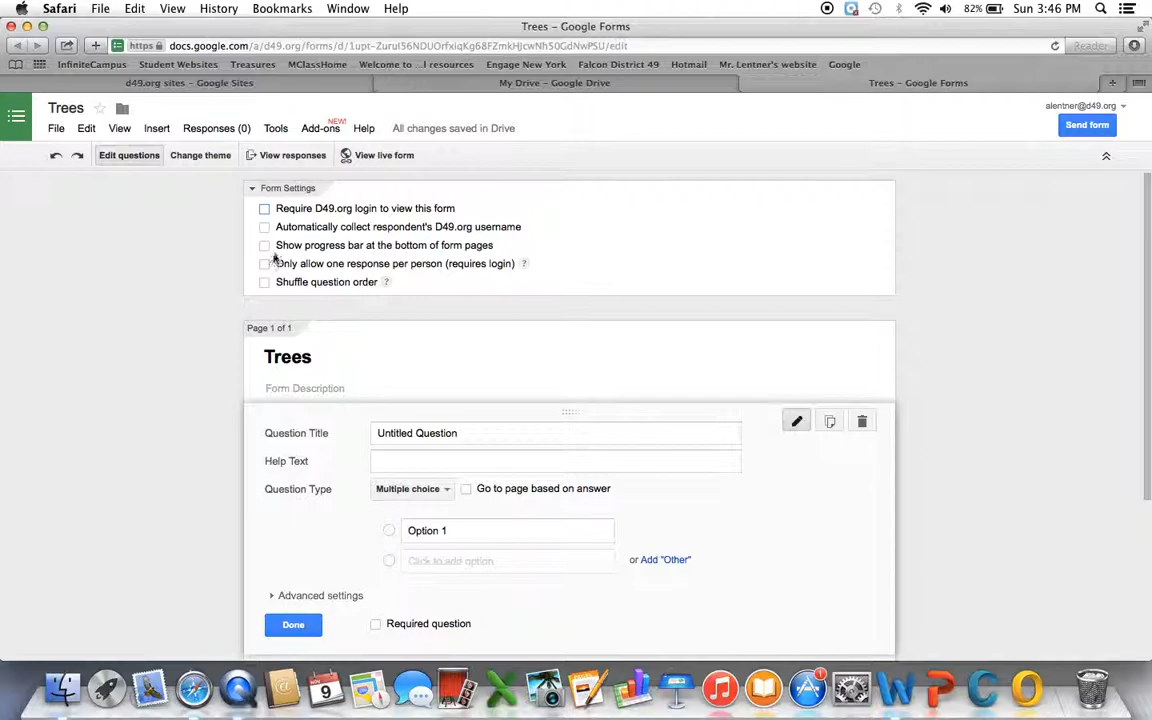 Safari File Edit View History Bookmarks Window Help 82% Sun 3:46 PM
Trees – Google Forms
https docs.google.com/a/d49.org/forms/d/1upt-Zurul56NDUOrfxiqKg68FZmkHJcwNh50GdNwPSU/edit Reader
InfiniteCampus Student Websites Treasures MClassHome Welcome to ...l resources Engage New York Falcon District 49 Hotmail Mr. Lentner's website Google
d49.org sites – Google Sites My Drive – Google Drive Trees – Google Forms
Trees alentner@d49.org
NEW!
File Edit View Insert Responses (0) Tools Add-ons Help All changes saved in Drive Send form
Edit questions Change theme View responses View live form
Form Settings
Require D49.org login to view this form
Automatically collect respondent's D49.org username
Show progress bar at the bottom of form pages
Only allow one response per person (requires login) ?
Shuffle question order ?
Page 1 of 1
Trees
Form Description
Question Title Untitled Question
Help Text
Question Type Multiple choice Go to page based on answer
Option 1
Click to add option or Add "Other"
Advanced settings
Done Required question
NOV 9 1